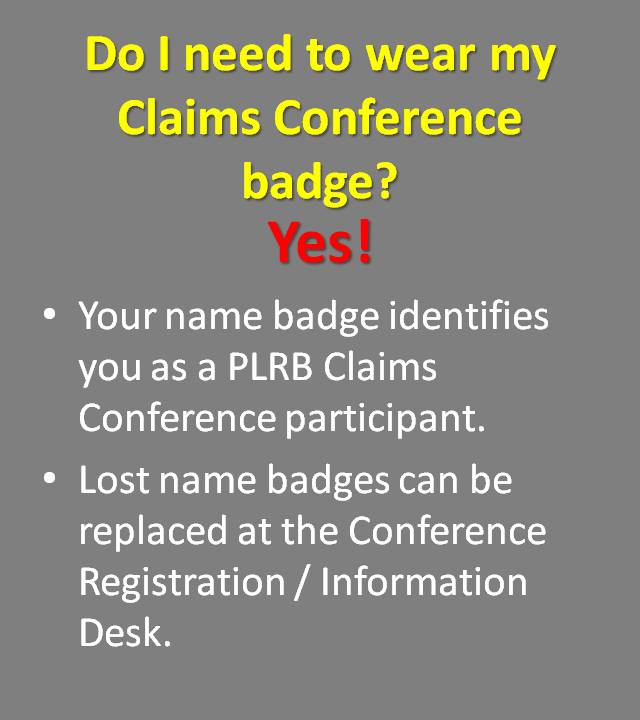 Do I need to wear my
Claims Conference
badge?
Yes!
• Your name badge identifies
you as a PLRB Claims
Conference participant.
• Lost name badges can be
replaced at the Conference
Registration / Information
Desk.